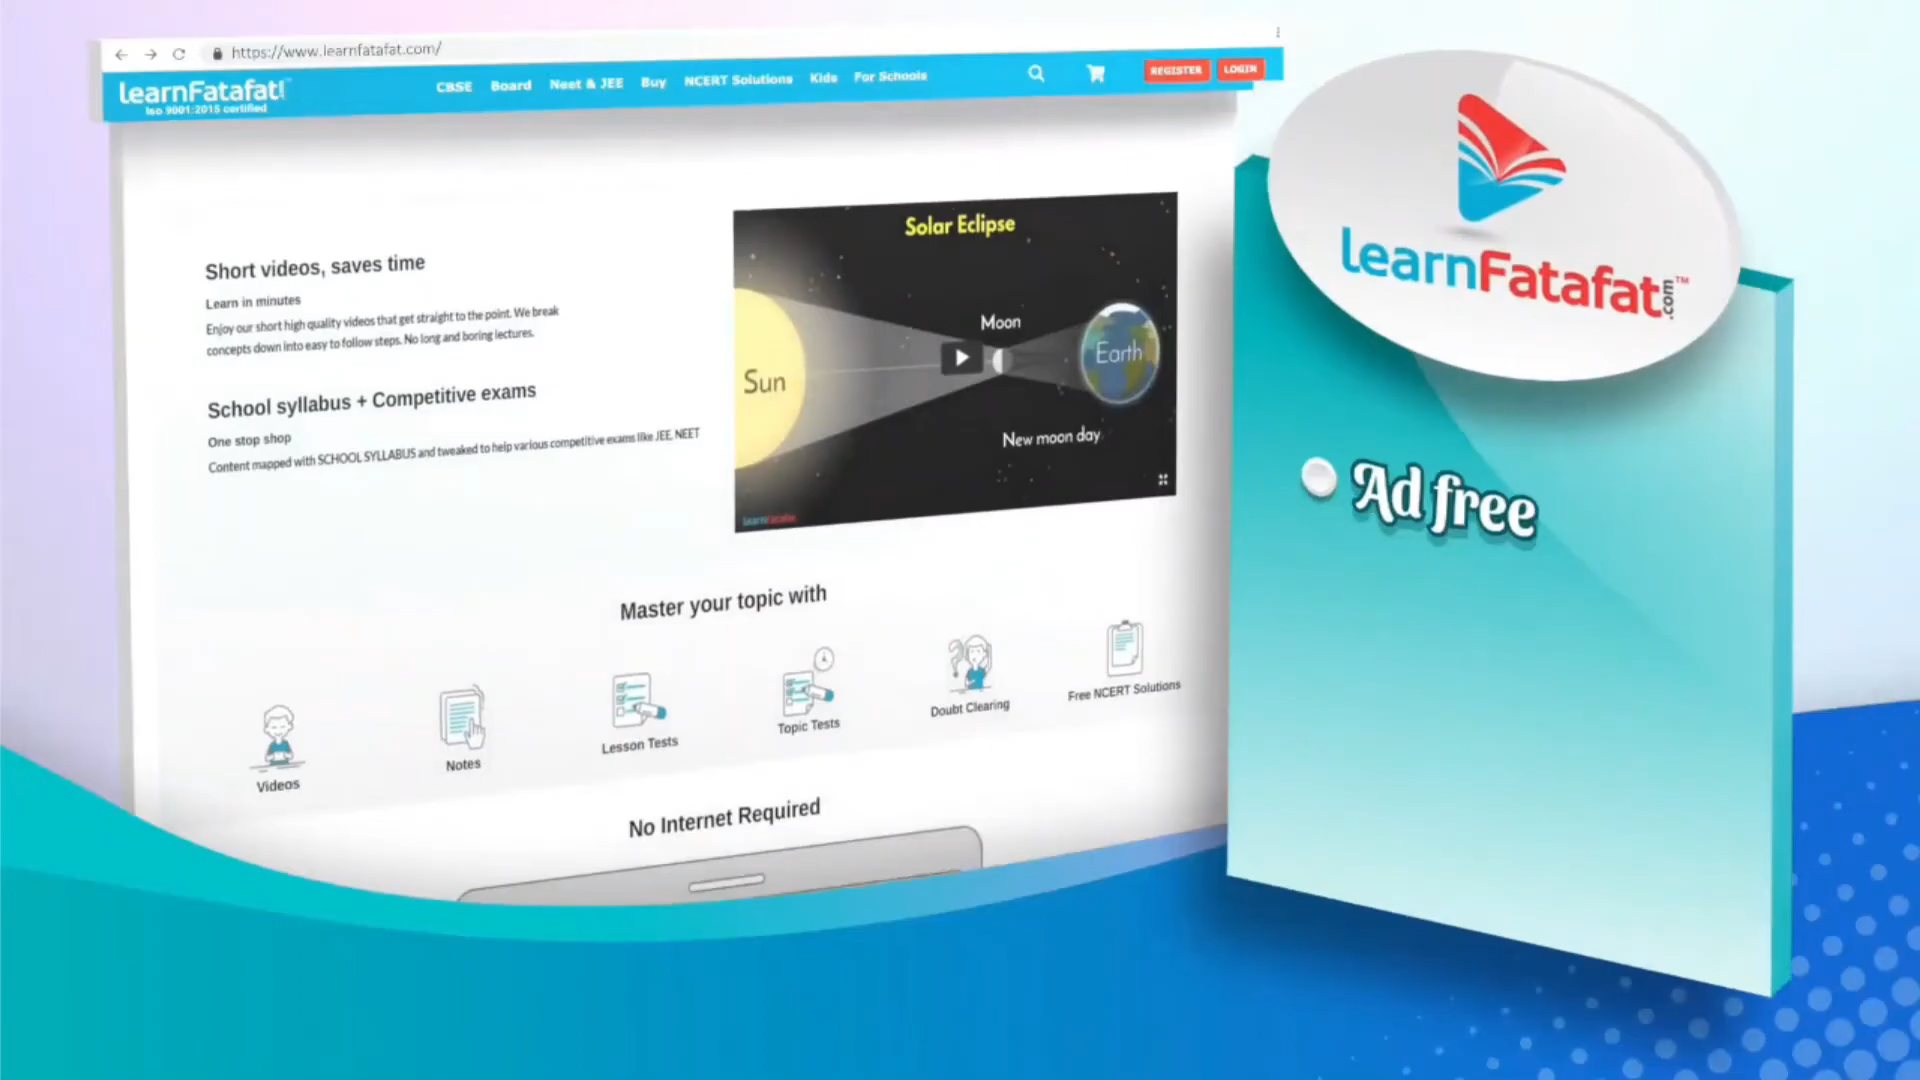 https://www.learnfatafat.com/
learnFatafat!™
Iso 9001:2015 certified
CBSE Board Neet & JEE Buy NCERT Solutions Kids For Schools
REGISTER LOGIN
Short videos, saves time
Learn in minutes
Enjoy our short high quality videos that get straight to the point. We break
concepts down into easy to follow steps. No long and boring lectures.
School syllabus + Competitive exams
One stop shop
Content mapped with SCHOOL SYLLABUS and tweaked to help various competitive exams like JEE, NEET
Solar Eclipse
Moon
Earth
Sun
New moon day
learnFatafat
Master your topic with
Videos
Notes
Lesson Tests
Topic Tests
Doubt Clearing
Free NCERT Solutions
No Internet Required
learnFatafat.com™
Ad free